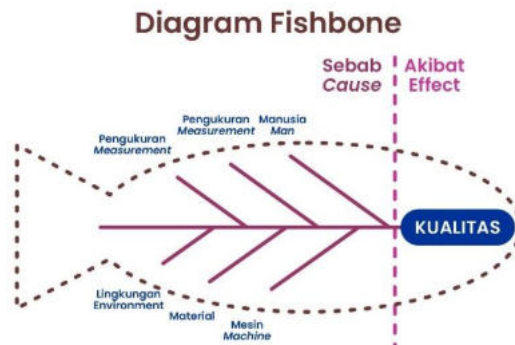 Diagram Fishbone
Sebab
Cause
Akibat
Effect
Pengukuran
Measurement
Pengukuran
Measurement
Manusia
Man
KUALITAS
Lingkungan
Environment
Material
Mesin
Machine